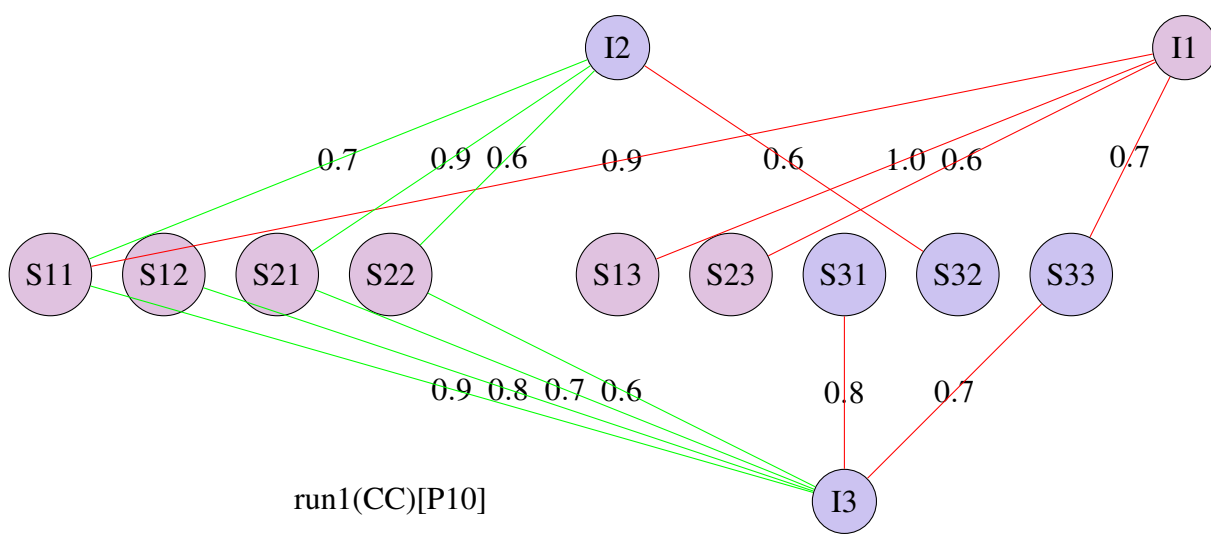 I2 I1
0.7 0.9 0.6 0.9 0.6 1.0 0.6 0.7
S11 S12 S21 S22 S13 S23 S31 S32 S33
0.9 0.8 0.7 0.6 0.8 0.7
run1(CC)[P10] I3